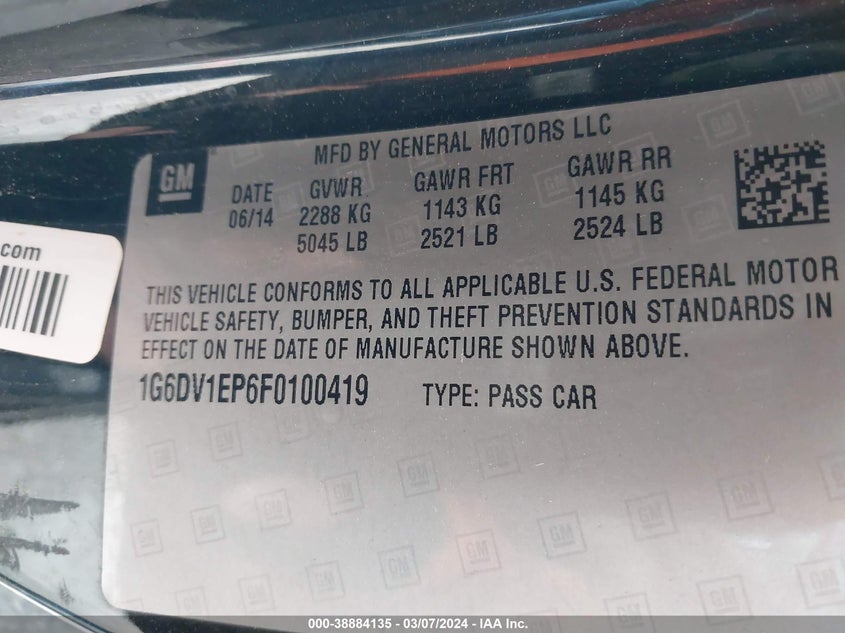 MFD BY GENERAL MOTORS LLC
GM
DATE GVWR GAWR FRT GAWR RR
06/14 2288 KG 1143 KG 1145 KG
5045 LB 2521 LB 2524 LB
.com
THIS VEHICLE CONFORMS TO ALL APPLICABLE U.S. FEDERAL MOTOR
VEHICLE SAFETY, BUMPER, AND THEFT PREVENTION STANDARDS IN
EFFECT ON THE DATE OF MANUFACTURE SHOWN ABOVE.
1G6DV1EP6F0100419 TYPE: PASS CAR
000-38884135 - 03/07/2024 - IAA Inc.